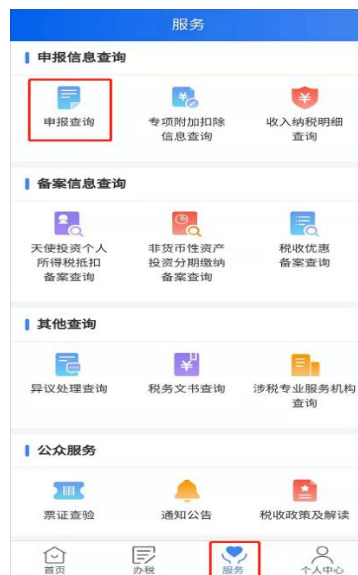 服务
申报信息查询
申报查询
专项附加扣除
信息查询
收入纳税明细
查询
备案信息查询
天使投资个人
所得税抵扣
备案查询
非货币性资产
投资分期缴纳
备案查询
税收优惠
备案查询
其他查询
异议处理查询
税务文书查询
涉税专业服务机构
查询
公众服务
票证查验
通知公告
税收政策及解读
首页
办税
服务
个人中心